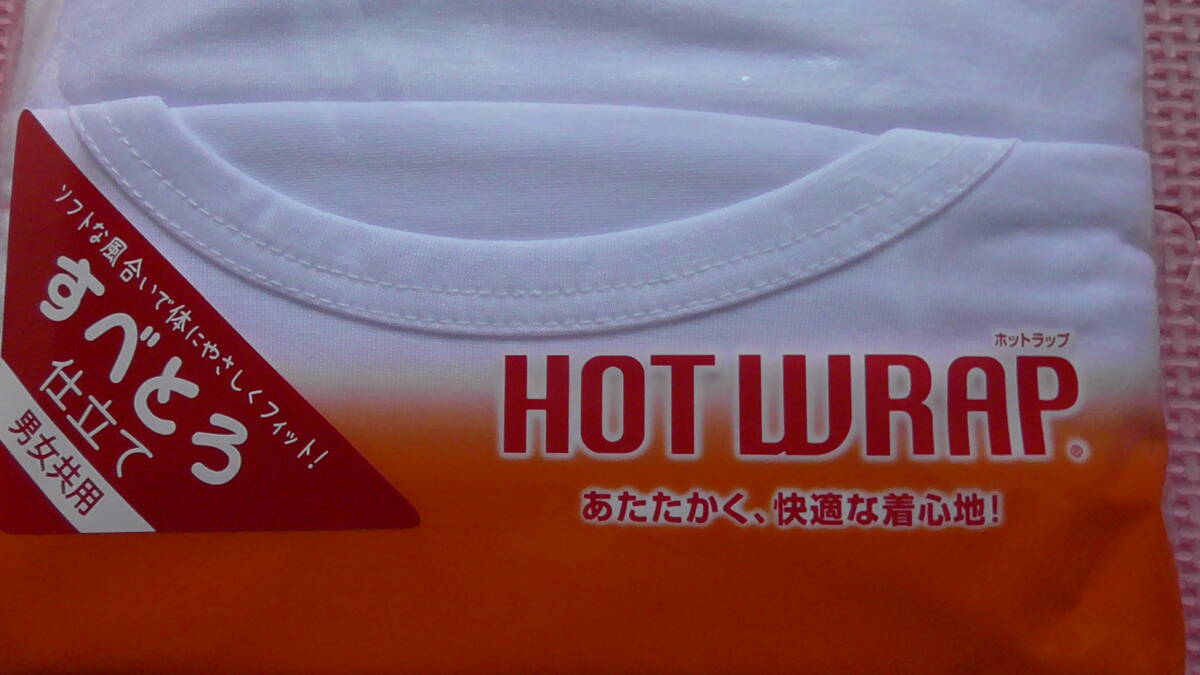 ソフトな風合いで体にやさしくフィット!
すべとろ
仕立て
男女共用
ホットラップ
HOT WRAP®
あたたかく、快適な着心地!